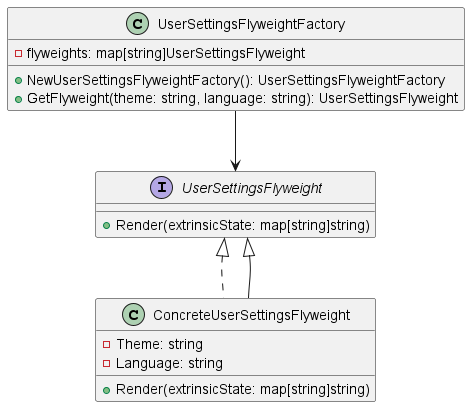 C UserSettingsFlyweightFactory
flyweights: map[string]UserSettingsFlyweight
NewUserSettingsFlyweightFactory(): UserSettingsFlyweightFactory
GetFlyweight(theme: string, language: string): UserSettingsFlyweight
I UserSettingsFlyweight
Render(extrinsicState: map[string]string)
C ConcreteUserSettingsFlyweight
Theme: string
Language: string
Render(extrinsicState: map[string]string)